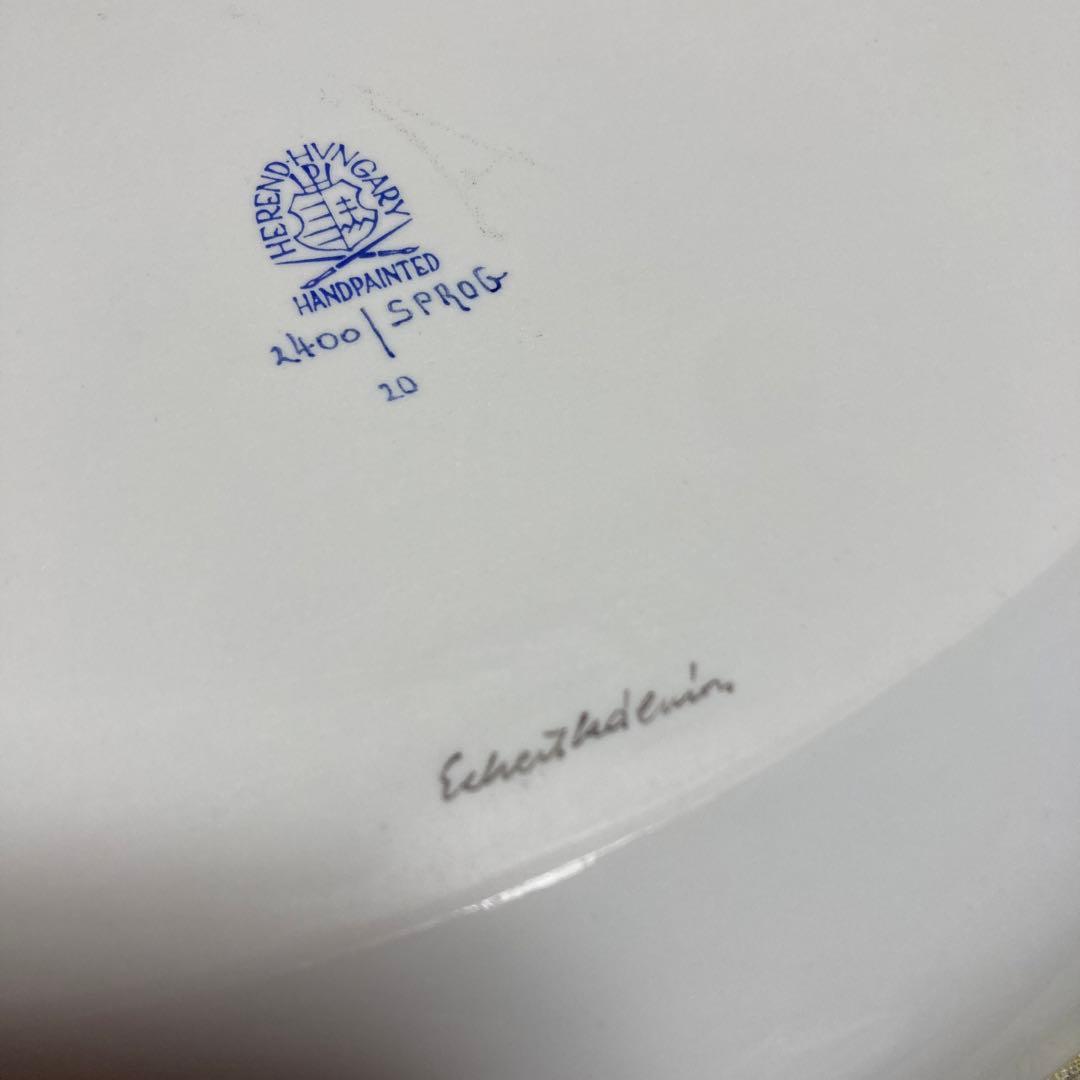 HEREND·HVNGARY
HANDPAINTED
2400/SPROG
20